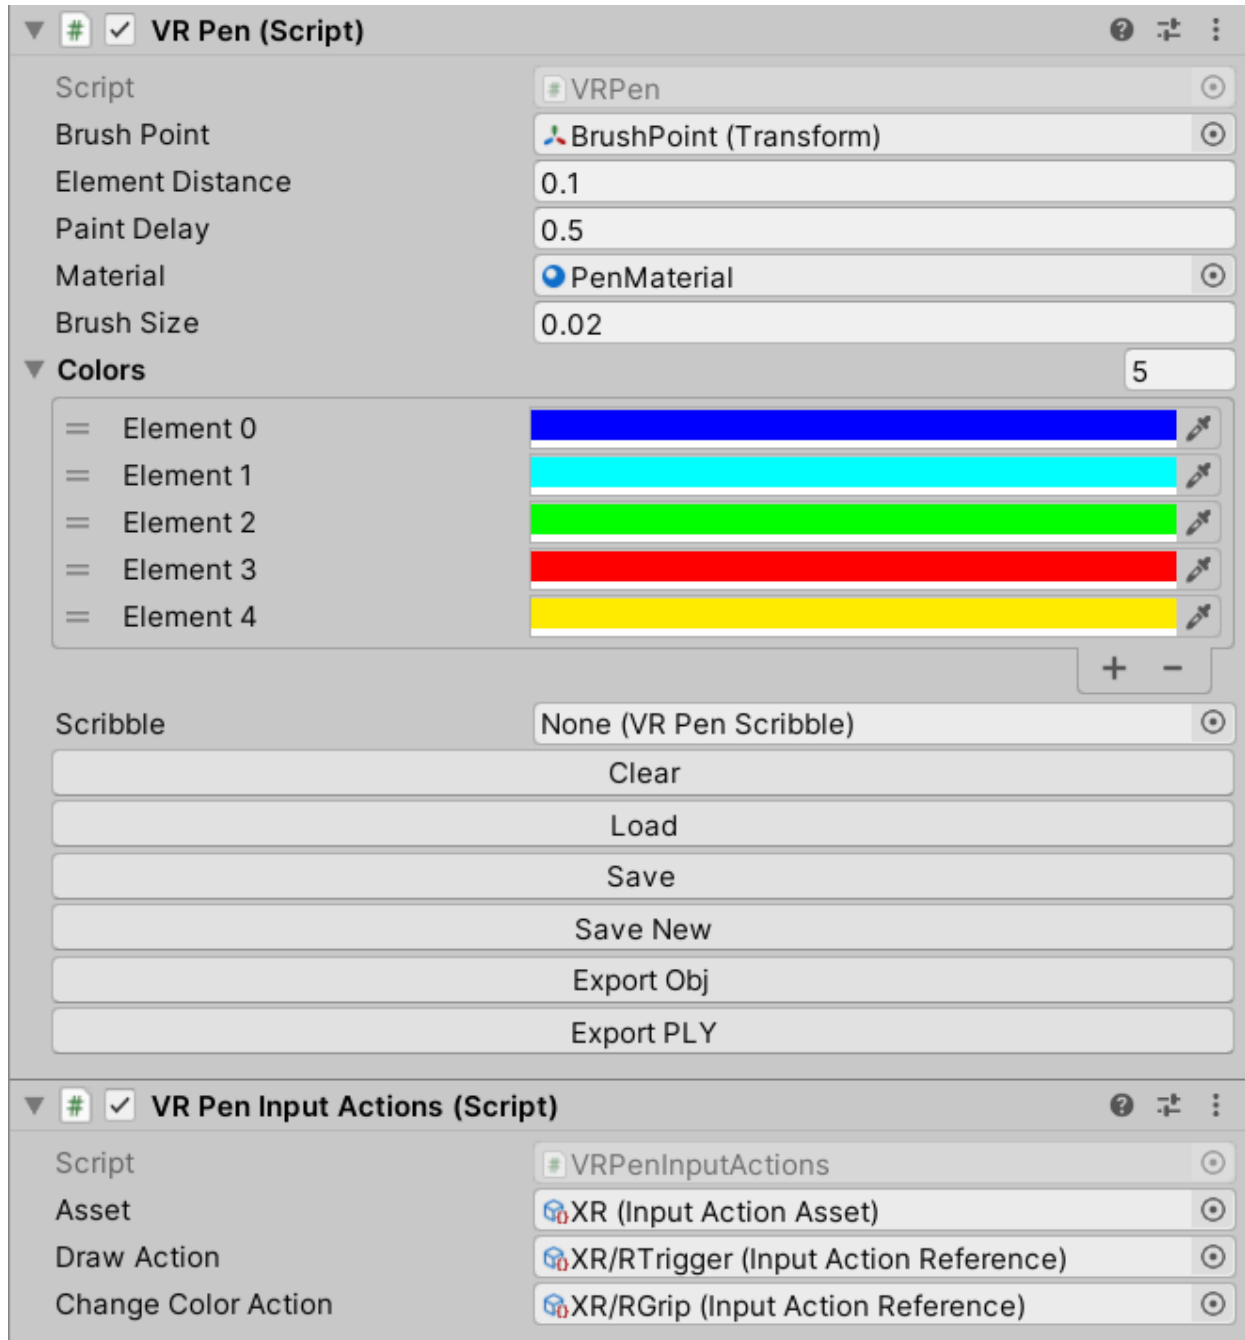 # VR Pen (Script)
Script # VRPen
Brush Point BrushPoint (Transform)
Element Distance 0.1
Paint Delay 0.5
Material PenMaterial
Brush Size 0.02
Colors 5
Element 0
Element 1
Element 2
Element 3
Element 4
+ −
Scribble None (VR Pen Scribble)
Clear
Load
Save
Save New
Export Obj
Export PLY
# VR Pen Input Actions (Script)
Script # VRPenInputActions
Asset XR (Input Action Asset)
Draw Action XR/RTrigger (Input Action Reference)
Change Color Action XR/RGrip (Input Action Reference)